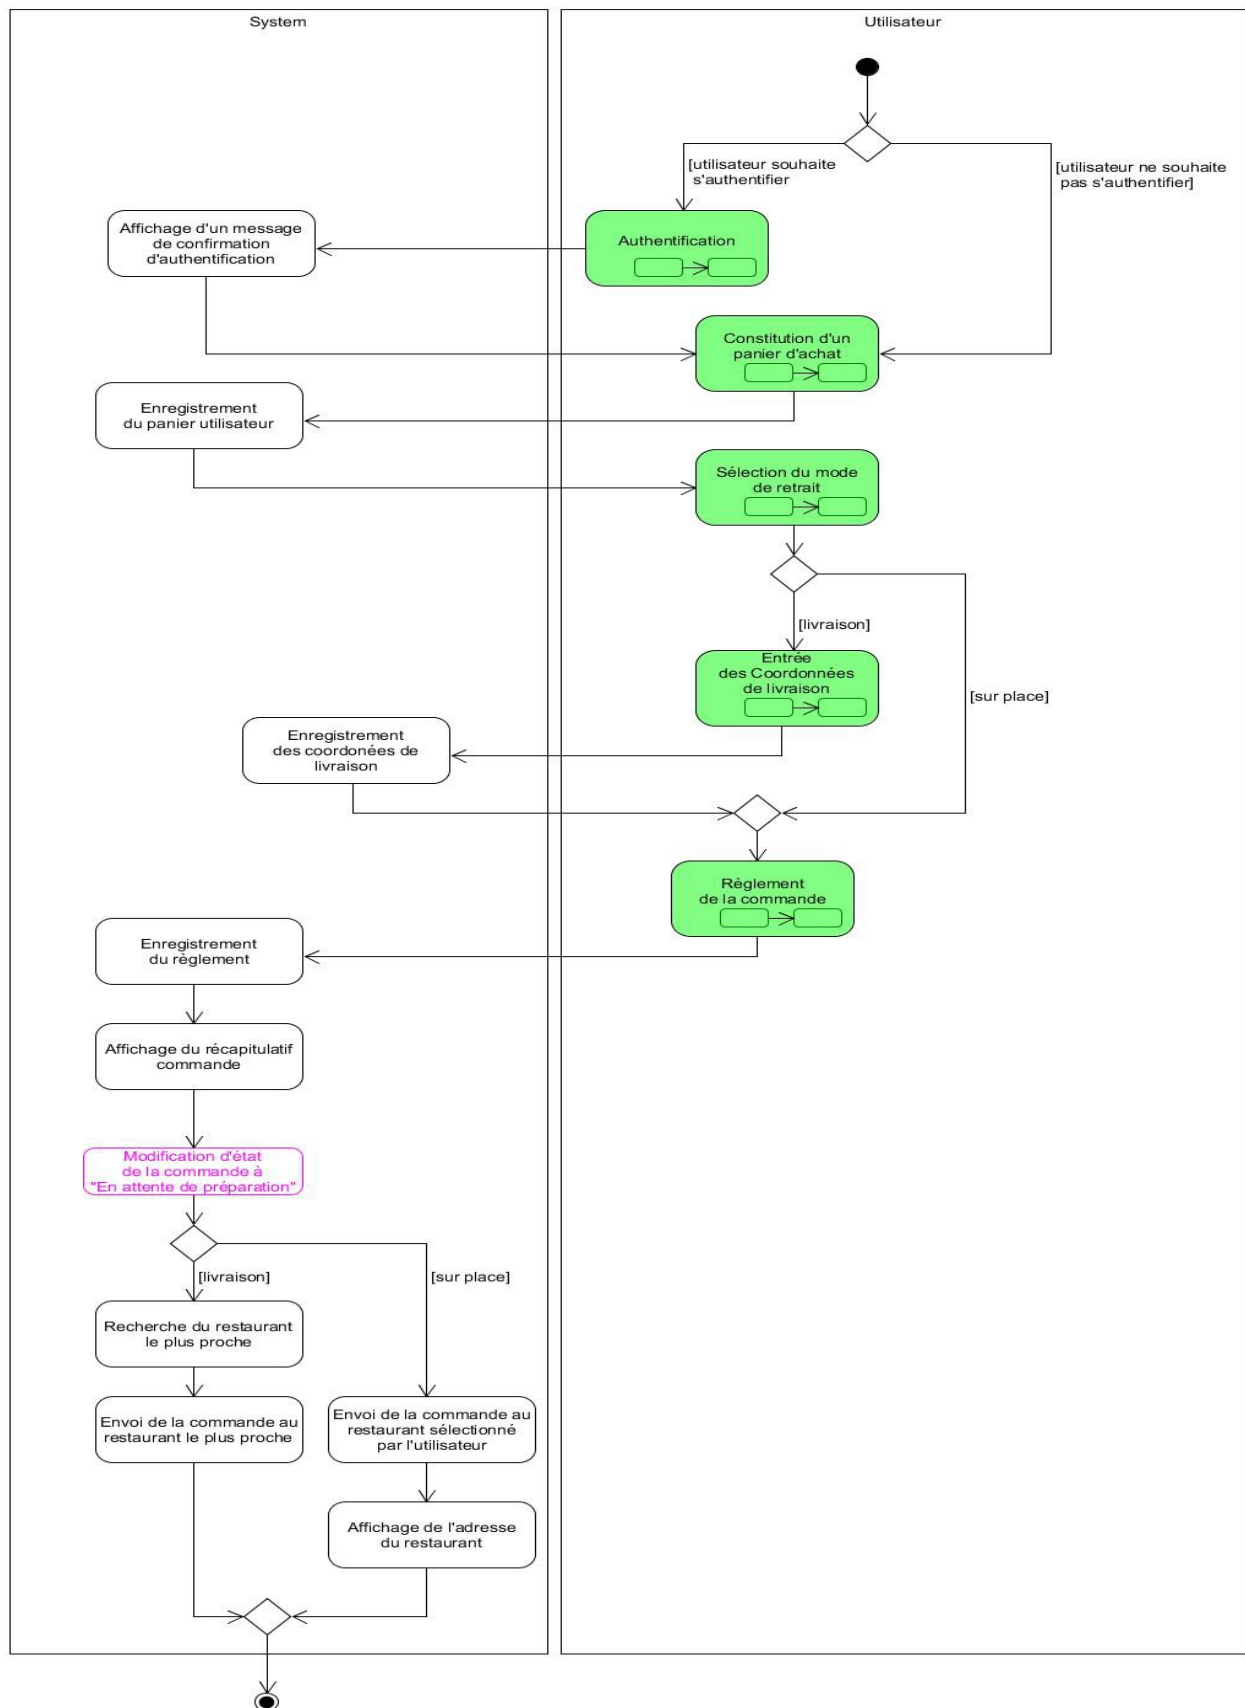 System
Utilisateur
[utilisateur souhaite
s'authentifier
[utilisateur ne souhaite
pas s'authentifier]
Affichage d'un message
de confirmation
d'authentification
Authentification
Constitution d'un
panier d'achat
Enregistrement
du panier utilisateur
Sélection du mode
de retrait
[livraison]
Entrée
des Coordonnées
de livraison
[sur place]
Enregistrement
des coordonées de
livraison
Règlement
de la commande
Enregistrement
du règlement
Affichage du récapitulatif
commande
Modification d'état
de la commande à
"En attente de préparation"
[livraison]
[sur place]
Recherche du restaurant
le plus proche
Envoi de la commande au
restaurant le plus proche
Envoi de la commande au
restaurant sélectionné
par l'utilisateur
Affichage de l'adresse
du restaurant